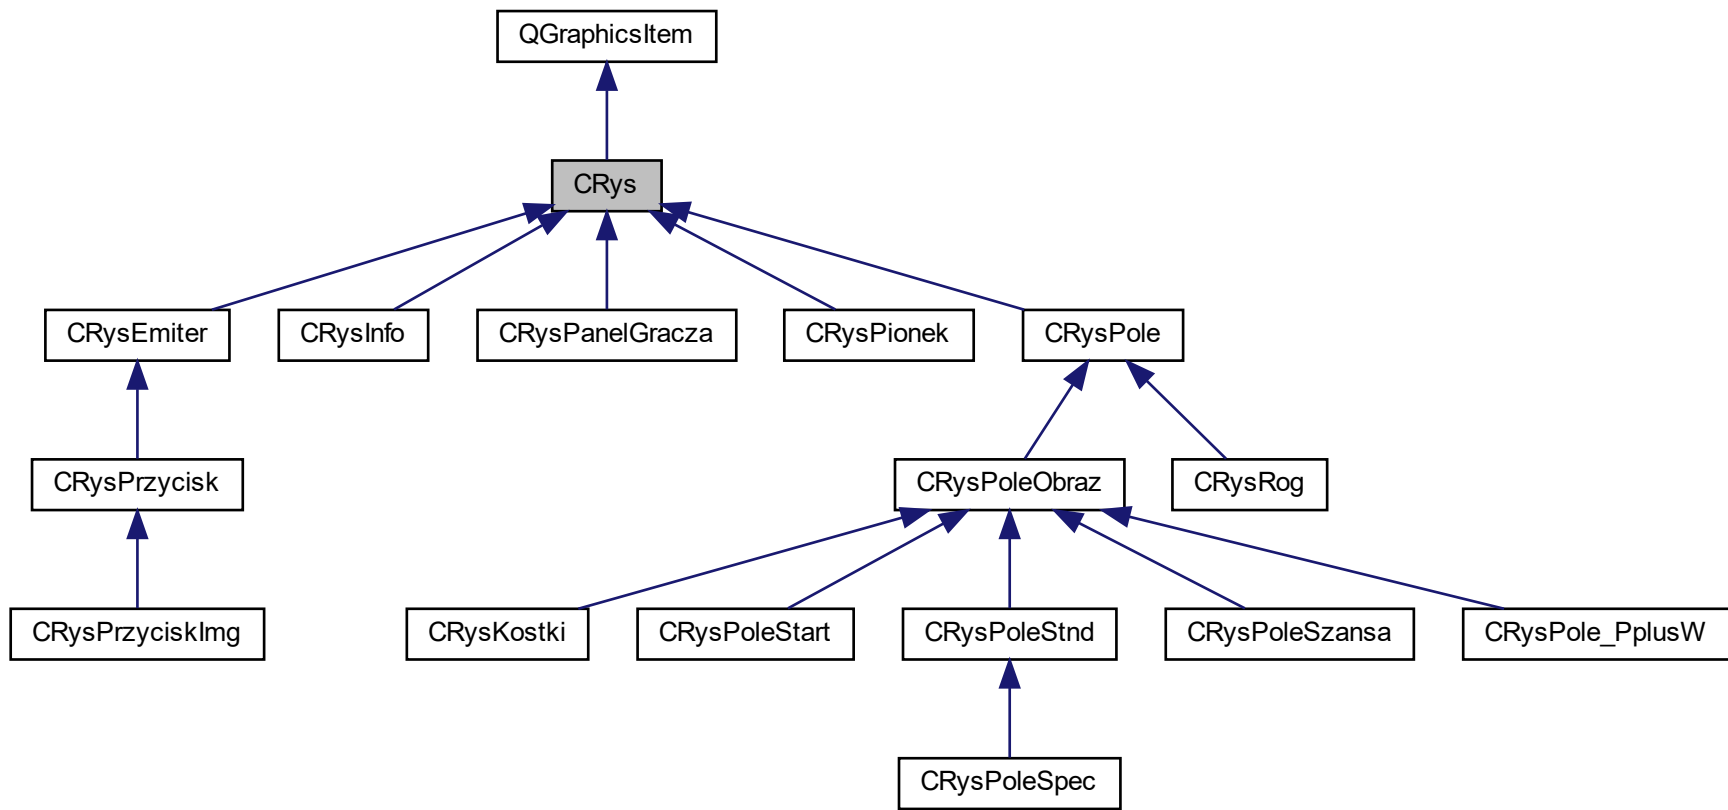 QGraphicsItem
CRys
CRysEmiter
CRysInfo
CRysPanelGracza
CRysPionek
CRysPole
CRysPrzycisk
CRysPoleObraz
CRysRog
CRysPrzyciskImg
CRysKostki
CRysPoleStart
CRysPoleStnd
CRysPoleSzansa
CRysPole_PplusW
CRysPoleSpec